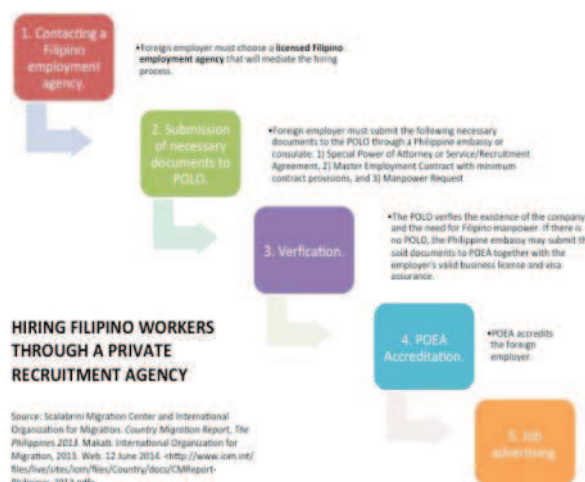 1. Contacting a
Filipino
employment
agency.
•Foreign employer must choose a licensed Filipino
employment agency that will mediate the hiring
process.
2. Submission
of necessary
documents to
POLO.
•Foreign employer must submit the following necessary
documents to the POLO through a Philippine embassy or
consulate: 1) Special Power of Attorney or Service/Recruitment
Agreement, 2) Master Employment Contract with minimum
contract provisions, and 3) Manpower Request
3. Verfication.
•The POLO verfies the existence of the company
and the need for Filipino manpower. If there is
no POLO, the Philippine embassy may submit th
said documents to POEA together with the
employer's valid business license and visa
assurance.
4. POEA
Accreditation.
•POEA accredits
the foreign
employer.
5. Job
advertising.
HIRING FILIPINO WORKERS
THROUGH A PRIVATE
RECRUITMENT AGENCY
Source: Scalabrini Migration Center and International
Organization for Migration. Country Migration Report, The
Philippines 2013. Makati: International Organization for
Migration, 2013. Web. 12 June 2014. <http://www.iom.int/
files/live/sites/iom/files/Country/docs/CMReport-